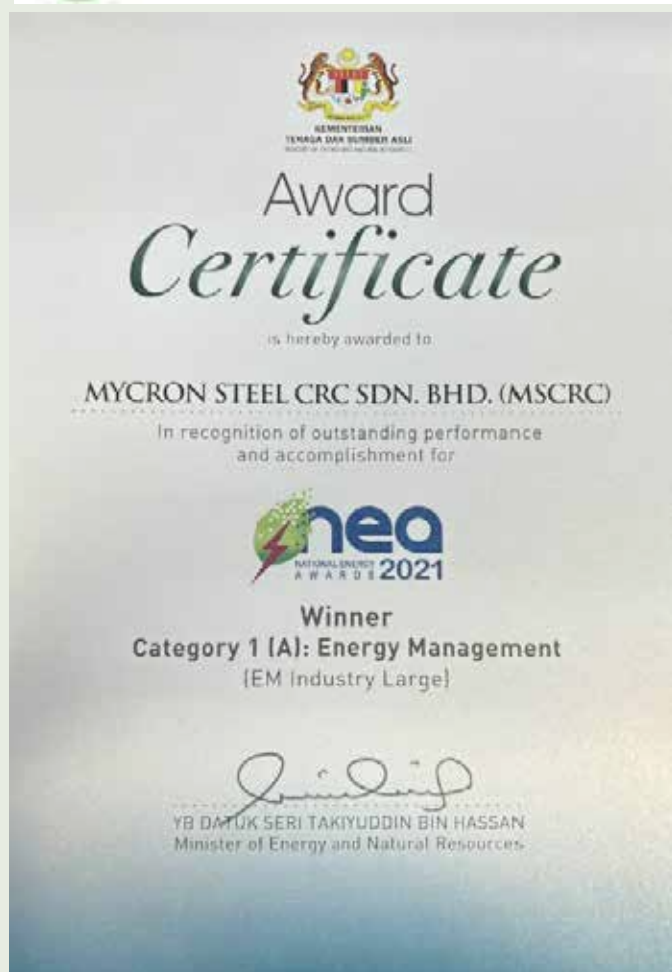 KEMENTERIAN
TENAGA DAN SUMBER ASLI
Award
Certificate
is hereby awarded to
MYCRON STEEL CRC SDN. BHD. (MSCRC)
In recognition of outstanding performance
and accomplishment for
nea
NATIONAL ENERGY
AWARDS 2021
Winner
Category 1 (A): Energy Management
(EM Industry Large)
YB DATUK SERI TAKIYUDDIN BIN HASSAN
Minister of Energy and Natural Resources